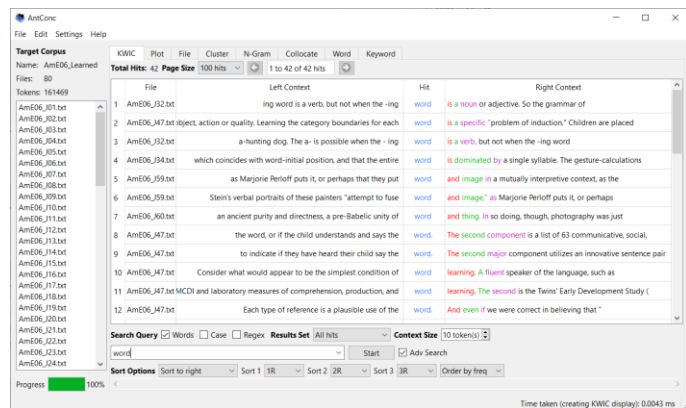 AntConc
File Edit Settings Help
Target Corpus
Name: AmE06_Learned
Files: 80
Tokens: 161469
AmE06_J01.txt
AmE06_J02.txt
AmE06_J03.txt
AmE06_J04.txt
AmE06_J05.txt
AmE06_J06.txt
AmE06_J07.txt
AmE06_J08.txt
AmE06_J09.txt
AmE06_J10.txt
AmE06_J11.txt
AmE06_J12.txt
AmE06_J13.txt
AmE06_J14.txt
AmE06_J15.txt
AmE06_J16.txt
AmE06_J17.txt
AmE06_J18.txt
AmE06_J19.txt
AmE06_J20.txt
AmE06_J21.txt
AmE06_J22.txt
AmE06_J23.txt
AmE06_J24.txt
Progress 100%
KWIC Plot File Cluster N-Gram Collocate Word Keyword
Total Hits: 42 Page Size 100 hits 1 to 42 of 42 hits
File Left Context Hit Right Context
1 AmE06_J32.txt ing word is a verb, but not when the -ing word is a noun or adjective. So the grammar of
2 AmE06_J47.txt object, action or quality. Learning the category boundaries for each word is a specific "problem of induction." Children are placed
3 AmE06_J32.txt a-hunting dog. The a- is possible when the - ing word is a verb, but not when the -ing word
4 AmE06_J34.txt which coincides with word-initial position, and that the entire word is dominated by a single syllable. The gesture-calculations
5 AmE06_J59.txt as Marjorie Perloff puts it, or perhaps that they put word and image in a mutually interpretive context, as the
6 AmE06_J59.txt Stein's verbal portraits of these painters "attempt to fuse word and image," as Marjorie Perloff puts it, or perhaps
7 AmE06_J60.txt an ancient purity and directness, a pre-Babelic unity of word and thing. In so doing, though, photography was just
8 AmE06_J47.txt the word, or if the child understands and says the word. The second component is a list of 63 communicative, social,
9 AmE06_J47.txt to indicate if they have heard their child say the word. The second major component utilizes an innovative sentence pair
10 AmE06_J47.txt Consider what would appear to be the simplest condition of word learning. A fluent speaker of the language, such as
11 AmE06_J47.txt MCDI and laboratory measures of comprehension, production, and word learning. The second is the Twins' Early Development Study (
12 AmE06_J47.txt Each type of reference is a plausible use of the word. And even if we were correct in believing that "
Search Query Words Case Regex Results Set All hits Context Size 10 token(s)
word Start Adv Search
Sort Options Sort to right Sort 1 1R Sort 2 2R Sort 3 3R Order by freq
Time taken (creating KWIC display): 0.0043 ms